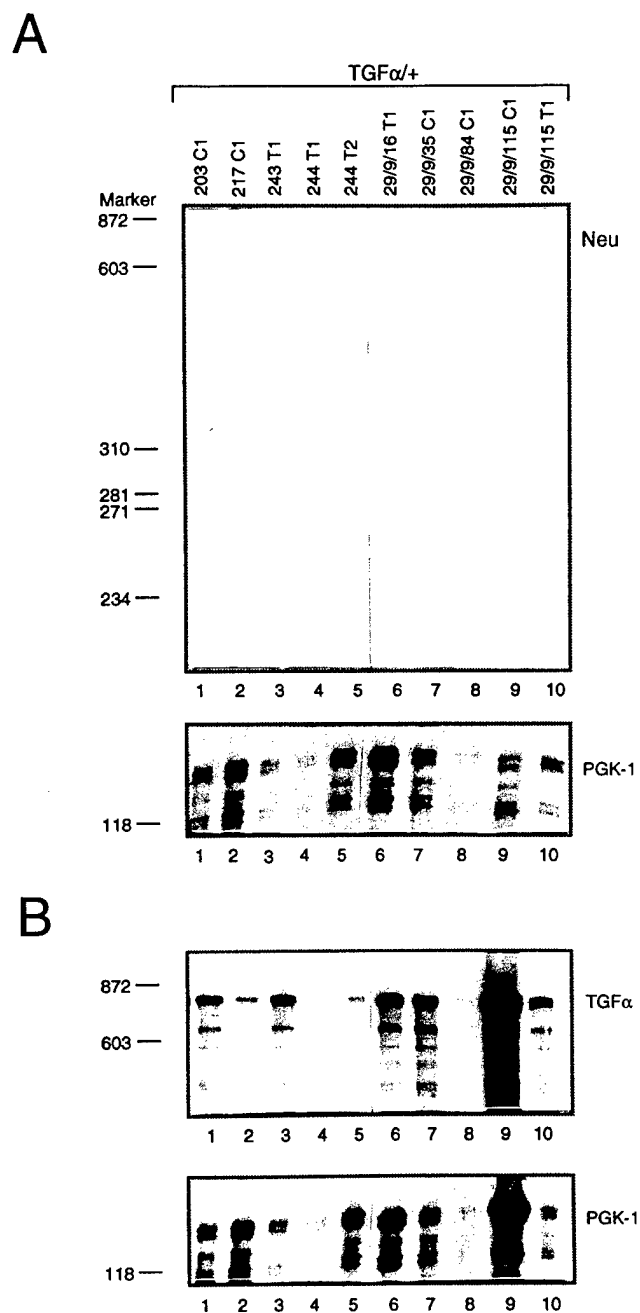 A
TGFα/+
203 C1
217 C1
243 T1
244 T1
244 T2
29/9/16 T1
29/9/35 C1
29/9/84 C1
29/9/115 C1
29/9/115 T1
Marker
872
Neu
603
310
281
271
234
1 2 3 4 5 6 7 8 9 10
PGK-1
118
1 2 3 4 5 6 7 8 9 10
B
872
TGFα
603
1 2 3 4 5 6 7 8 9 10
PGK-1
118
1 2 3 4 5 6 7 8 9 10